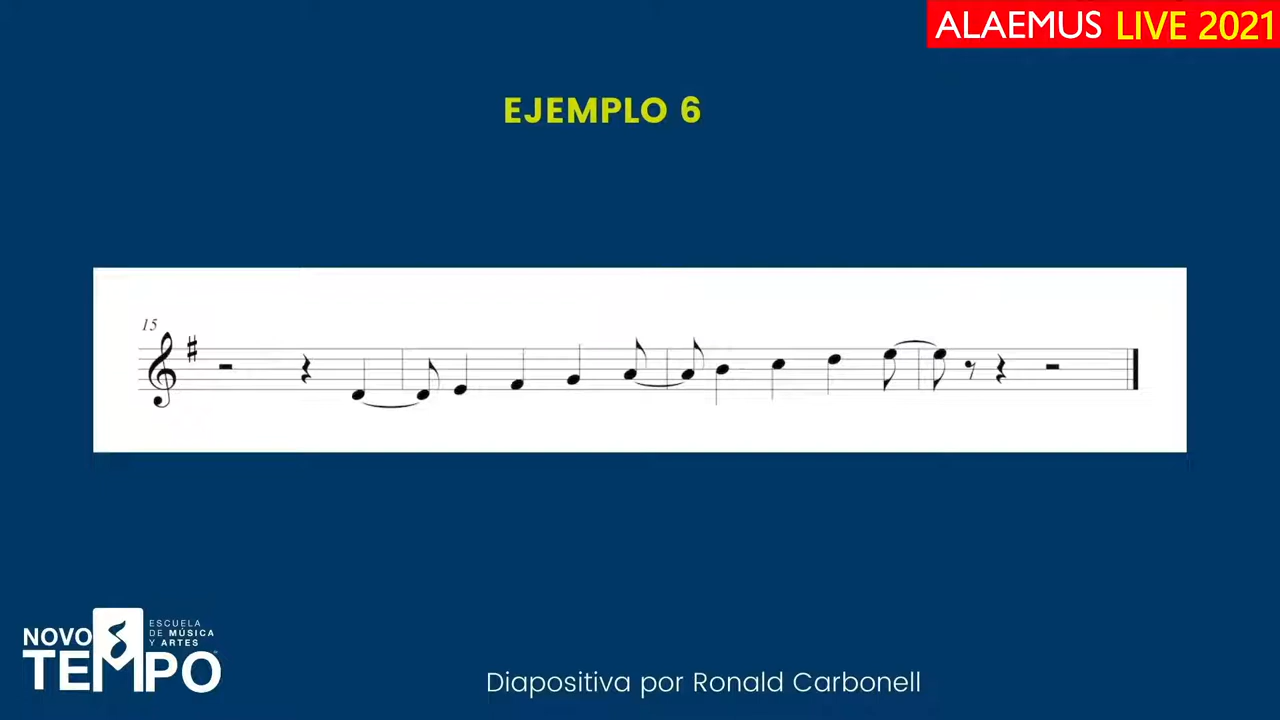 ALAEMUS LIVE 2021
EJEMPLO 6
15
NOVO
TEMPO
ESCUELA
DE MÚSICA
Y ARTES
Diapositiva por Ronald Carbonell